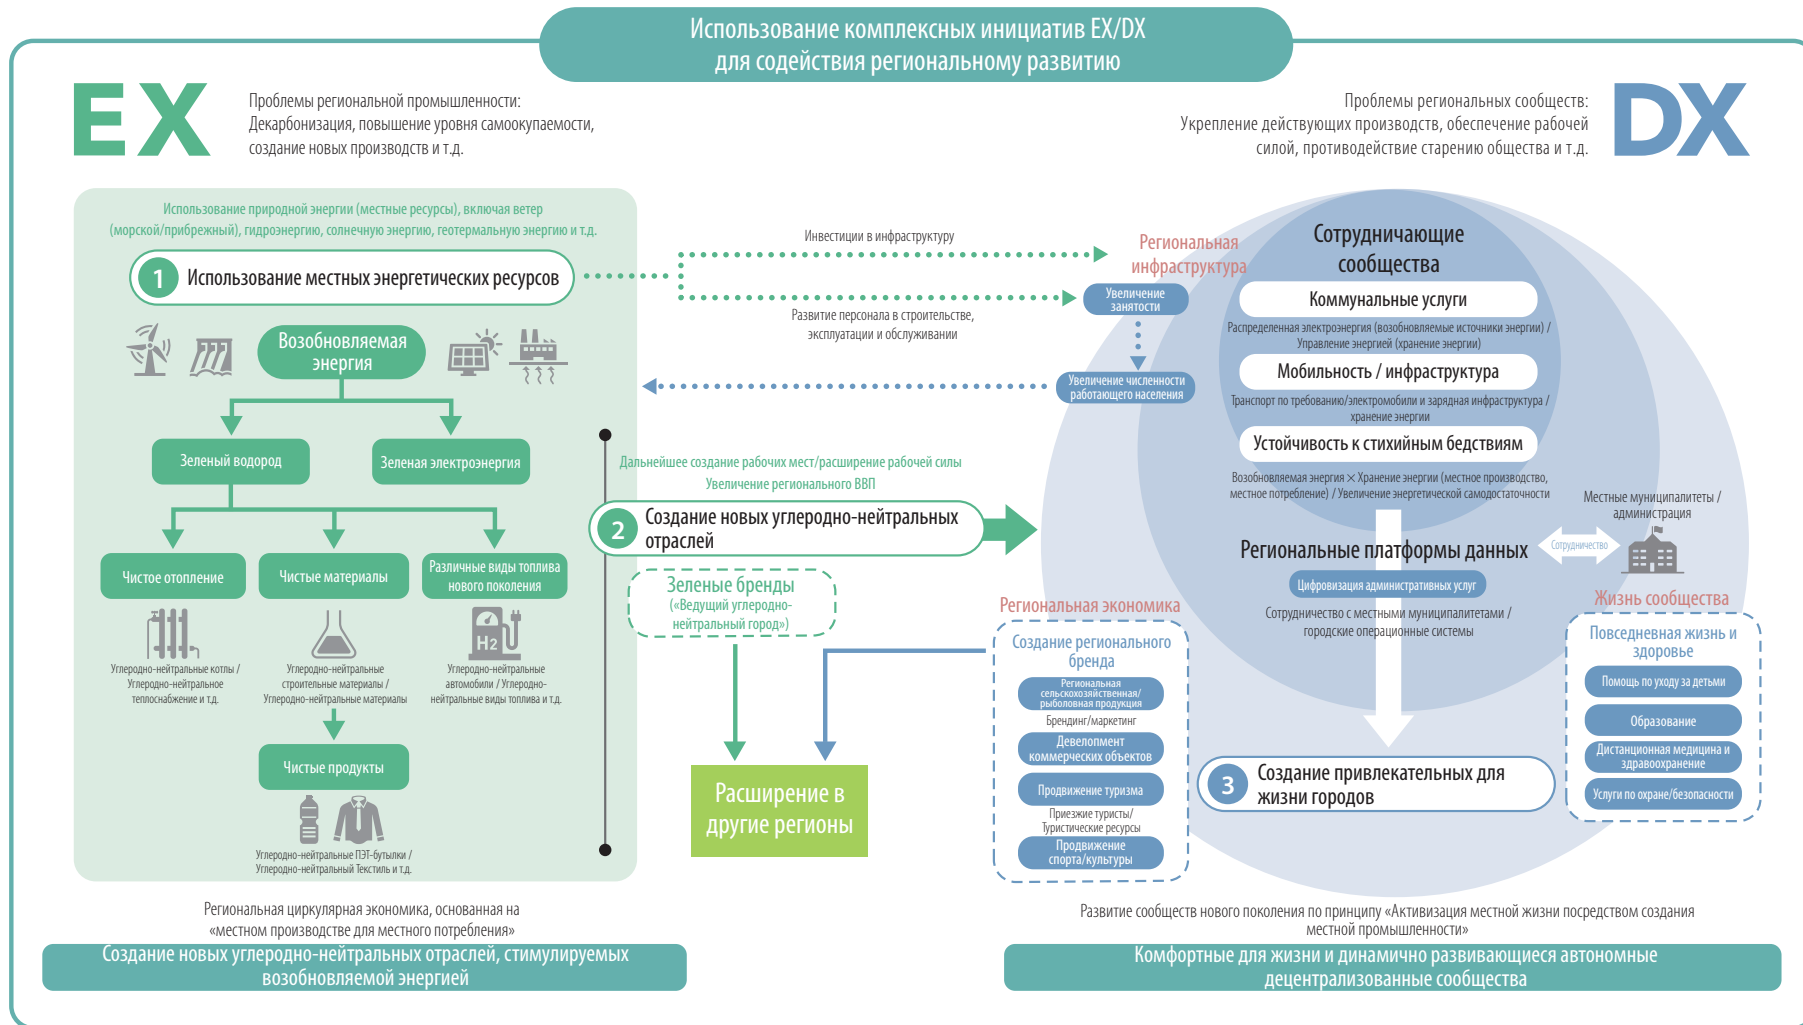 Использование комплексных инициатив EX/DX
для содействия региональному развитию
EX
Проблемы региональной промышленности:
Декарбонизация, повышение уровня самоокупаемости,
создание новых производств и т.д.
Проблемы региональных сообществ:
Укрепление действующих производств, обеспечение рабочей
силой, противодействие старению общества и т.д.
DX
Использование природной энергии (местные ресурсы), включая ветер
(морской/прибрежный), гидроэнергию, солнечную энергию, геотермальную энергию и т.д.
1 Использование местных энергетических ресурсов
Возобновляемая
энергия
Зеленый водород
Зеленая электроэнергия
Чистое отопление
Чистые материалы
Различные виды топлива
нового поколения
H2
Углеродно-нейтральные котлы /
Углеродно-нейтральное
теплоснабжение и т.д.
Углеродно-нейтральные
строительные материалы /
Углеродно-нейтральные материалы
Углеродно-нейтральные
автомобили / Углеродно-
нейтральные виды топлива и т.д.
Чистые продукты
Углеродно-нейтральные ПЭТ-бутылки /
Углеродно-нейтральный Текстиль и т.д.
Региональная циркулярная экономика, основанная на
«местном производстве для местного потребления»
Создание новых углеродно-нейтральных отраслей, стимулируемых
возобновляемой энергией
Инвестиции в инфраструктуру
Развитие персонала в строительстве,
эксплуатации и обслуживании
Региональная
инфраструктура
Увеличение
занятости
Увеличение численности
работающего населения
Дальнейшее создание рабочих мест/расширение рабочей силы
Увеличение регионального ВВП
2 Создание новых углеродно-нейтральных
отраслей
Зеленые бренды
(«Ведущий углеродно-
нейтральный город»)
Расширение в
другие регионы
Сотрудничающие
сообщества
Коммунальные услуги
Распределенная электроэнергия (возобновляемые источники энергии) /
Управление энергией (хранение энергии)
Мобильность / инфраструктура
Транспорт по требованию/электромобили и зарядная инфраструктура /
хранение энергии
Устойчивость к стихийным бедствиям
Возобновляемая энергия × Хранение энергии (местное производство,
местное потребление) / Увеличение энергетической самодостаточности
Региональные платформы данных
Цифровизация административных услуг
Сотрудничество с местными муниципалитетами /
городские операционные системы
Сотрудничество
Местные муниципалитеты /
администрация
Региональная экономика
Создание регионального
бренда
Региональная
сельскохозяйственная/
рыболовная продукция
Брендинг/маркетинг
Девелопмент
коммерческих объектов
Продвижение туризма
Приезжие туристы/
Туристические ресурсы
Продвижение
спорта/культуры
3 Создание привлекательных для
жизни городов
Жизнь сообщества
Повседневная жизнь и
здоровье
Помощь по уходу за детьми
Образование
Дистанционная медицина и
здравоохранение
Услуги по охране/безопасности
Развитие сообществ нового поколения по принципу «Активизация местной жизни посредством создания
местной промышленности»
Комфортные для жизни и динамично развивающиеся автономные
децентрализованные сообщества